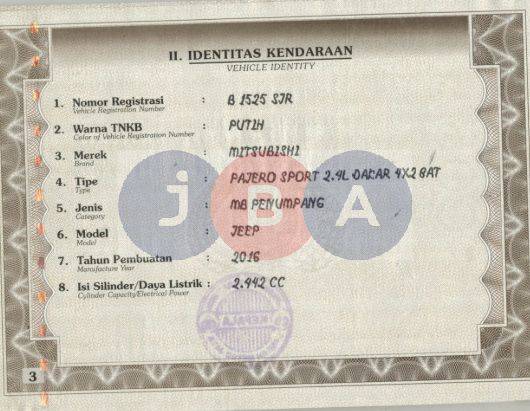 II. IDENTITAS KENDARAAN
VEHICLE IDENTITY
1. Nomor Registrasi : B 1525 SJR
Vehicle Registration Number
2. Warna TNKB : PUTIH
Color of Vehicle Registration Number
3. Merek : MITSUBISHI
Brand
4. Tipe : PAJERO SPORT 2.4L DAKAR 4X2 8AT
Type
5. Jenis : MB PENUMPANG
Category
6. Model : JEEP
Model
7. Tahun Pembuatan : 2016
Manufacture Year
8. Isi Silinder/Daya Listrik : 2.442 CC
Cylinder Capacity/Electrical Power
JBA
3